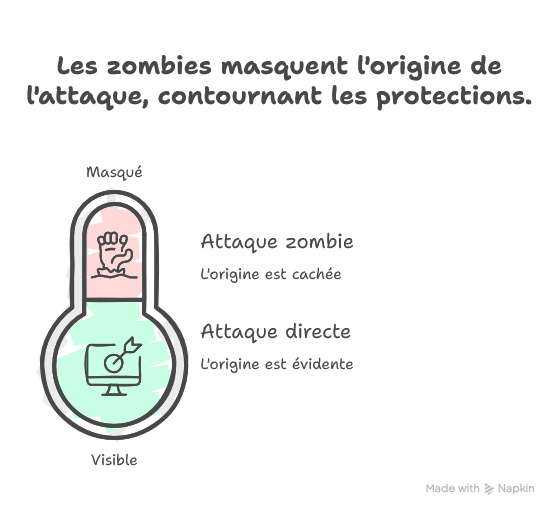 Les zombies masquent l'origine de
l'attaque, contournant les protections.
Masqué
Attaque zombie
L'origine est cachée
Attaque directe
L'origine est évidente
Visible
Made with Napkin